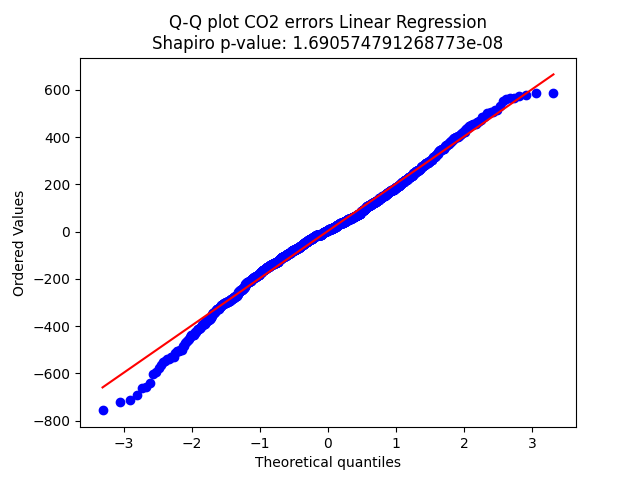 Q-Q plot CO2 errors Linear Regression
Shapiro p-value: 1.690574791268773e-08
600
400
200
0
−200
−400
−600
−800
Ordered Values
−3 −2 −1 0 1 2 3
Theoretical quantiles